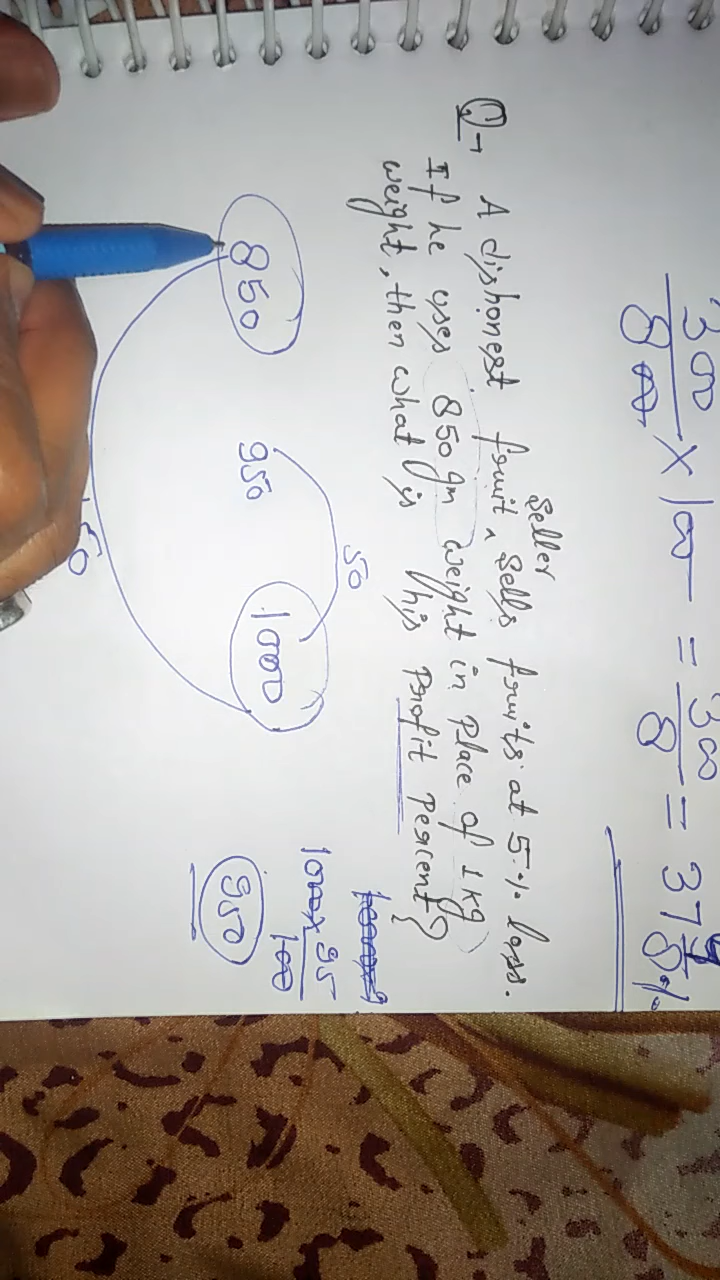 300/800 × 100 = 300/8 = 37 4/8 %
Q→ A dishonest fruit seller sells fruits at 5% loss.
If he uses 850 gm weight in place of 1 kg
weight, then what is his profit percent?
50
850 950 1000
1000 × 95/100
950